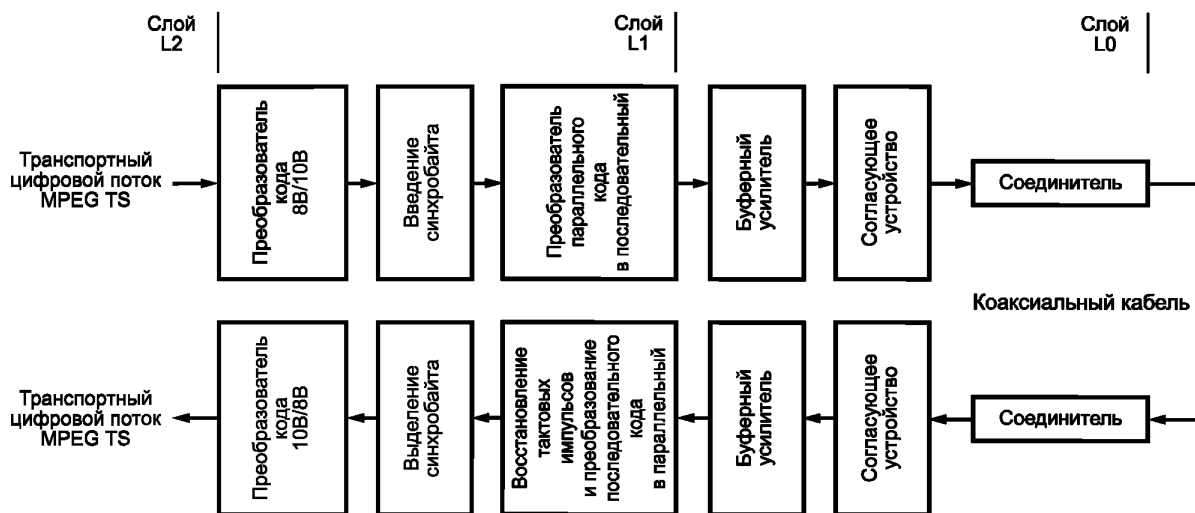 Слой
L2
Слой
L1
Слой
L0
Транспортный
цифровой поток
MPEG TS
Преобразователь
кода
8B/10B
Введение
синхробайта
Преобразователь
параллельного
кода
в последовательный
Буферный
усилитель
Согласующее
устройство
Соединитель
Коаксиальный кабель
Транспортный
цифровой поток
MPEG TS
Преобразователь
кода
10B/8B
Выделение
синхробайта
Восстановление
тактовых
импульсов
и преобразование
последовательного
кода
в параллельный
Буферный
усилитель
Согласующее
устройство
Соединитель